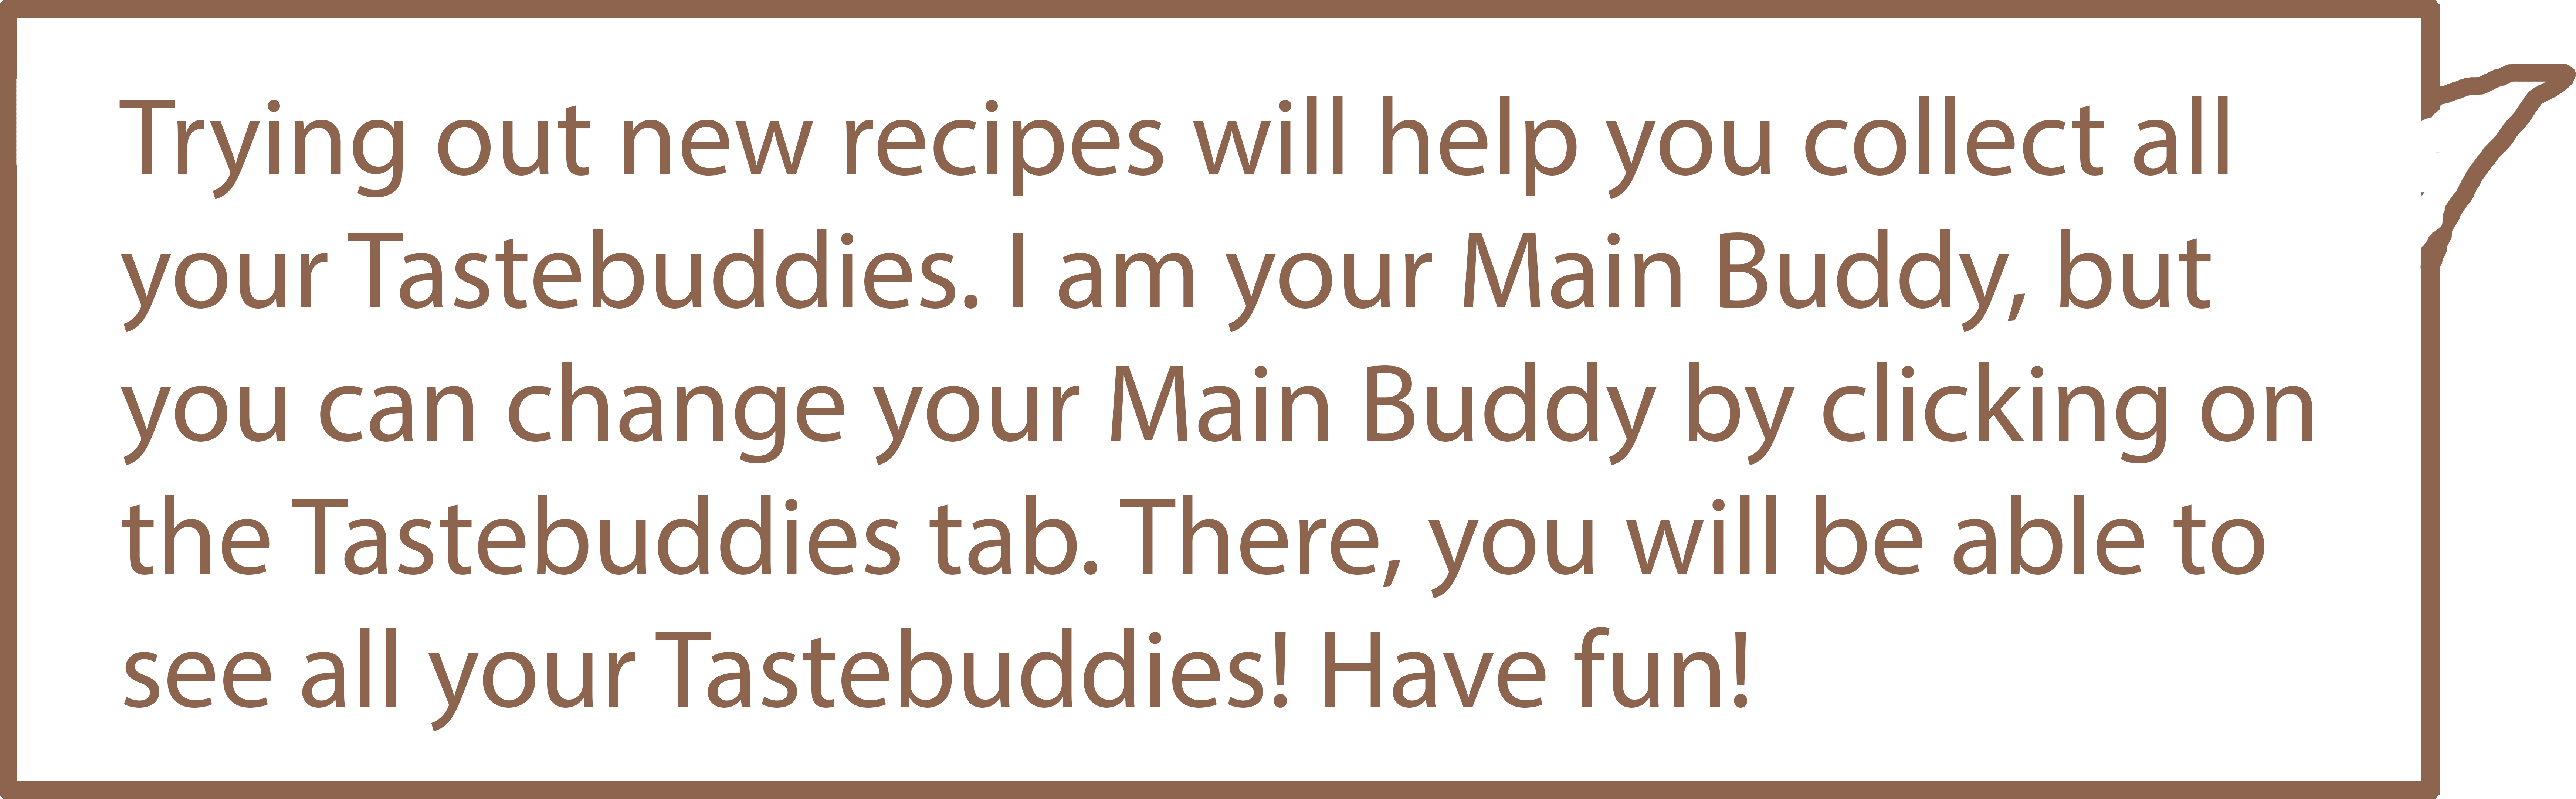 Trying out new recipes will help you collect all
your Tastebuddies. I am your Main Buddy, but
you can change your Main Buddy by clicking on
the Tastebuddies tab. There, you will be able to
see all your Tastebuddies! Have fun!